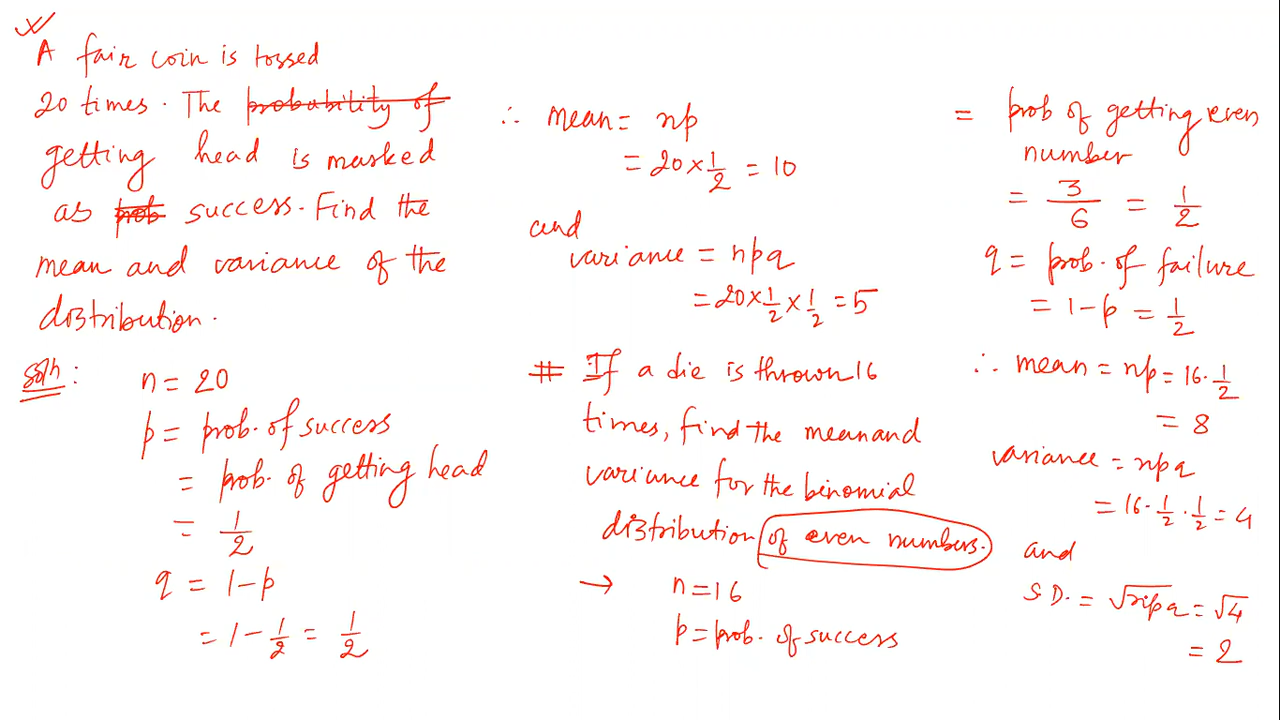 A fair coin is tossed
20 times. The probability of
getting head is marked
as prob success. Find the
mean and variance of the
distribution.
Soln:
n = 20
p = prob. of success
= prob. of getting head
= 1/2
q = 1 - p
= 1 - 1/2 = 1/2
∴ mean = np
= 20 × 1/2 = 10
and
variance = npq
= 20 × 1/2 × 1/2 = 5
# If a die is thrown 16
times, find the mean and
variance for the binomial
distribution of even numbers.
→ n = 16
p = prob. of success
= prob of getting even
number
= 3/6 = 1/2
q = prob. of failure
= 1 - p = 1/2
∴ mean = np = 16 · 1/2
= 8
variance = npq
= 16 · 1/2 · 1/2 = 4
and
S.D. = √npq = √4
= 2